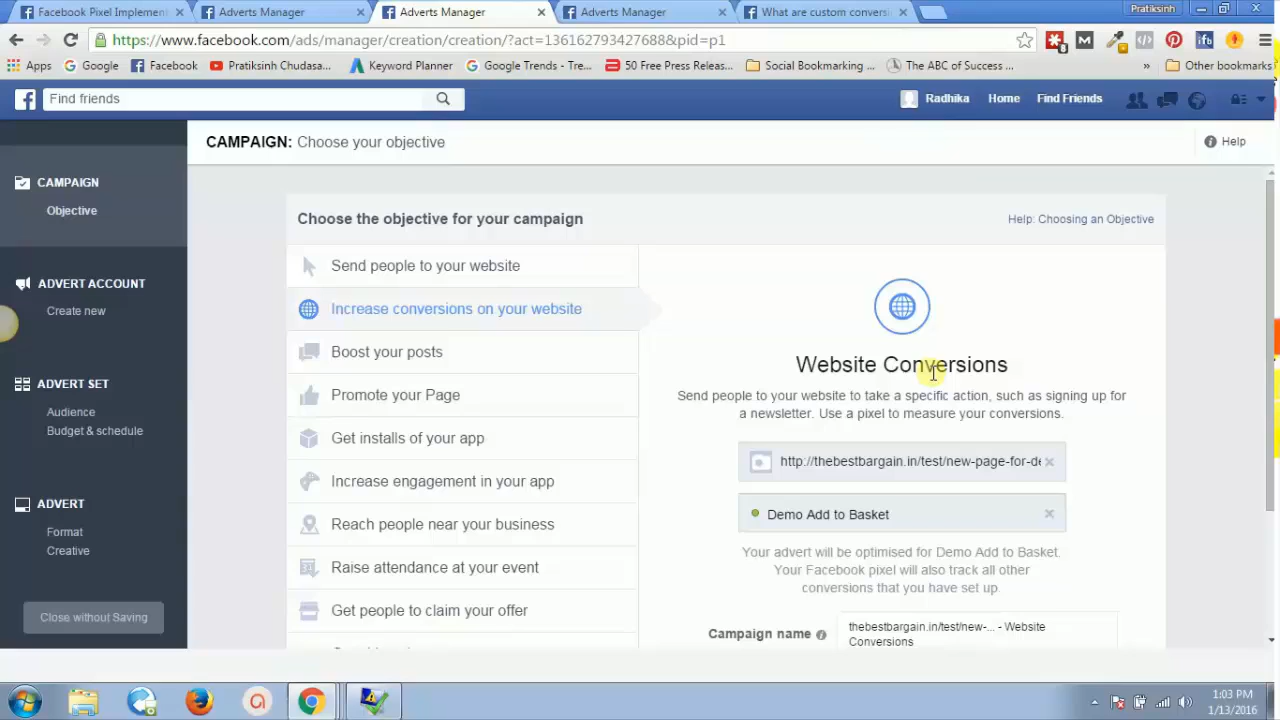 Facebook Pixel Implemen
Adverts Manager
Adverts Manager
Adverts Manager
What are custom conversi
Pratiksinh
https://www.facebook.com/ads/manager/creation/creation/?act=136162793427688&pid=p1
Apps
Google
Facebook
Pratiksinh Chudasa...
Keyword Planner
Google Trends - Tre...
50 Free Press Releas...
Social Bookmarking ...
The ABC of Success ...
»
Other bookmarks
Find friends
Radhika
Home
Find Friends
CAMPAIGN: Choose your objective
Help
CAMPAIGN
Objective
ADVERT ACCOUNT
Create new
ADVERT SET
Audience
Budget & schedule
ADVERT
Format
Creative
Close without Saving
Choose the objective for your campaign
Help: Choosing an Objective
Send people to your website
Increase conversions on your website
Boost your posts
Promote your Page
Get installs of your app
Increase engagement in your app
Reach people near your business
Raise attendance at your event
Get people to claim your offer
Website Conversions
Send people to your website to take a specific action, such as signing up for
a newsletter. Use a pixel to measure your conversions.
http://thebestbargain.in/test/new-page-for-de
Demo Add to Basket
Your advert will be optimised for Demo Add to Basket.
Your Facebook pixel will also track all other
conversions that you have set up.
Campaign name
thebestbargain.in/test/new-... - Website
Conversions
1:03 PM
1/13/2016